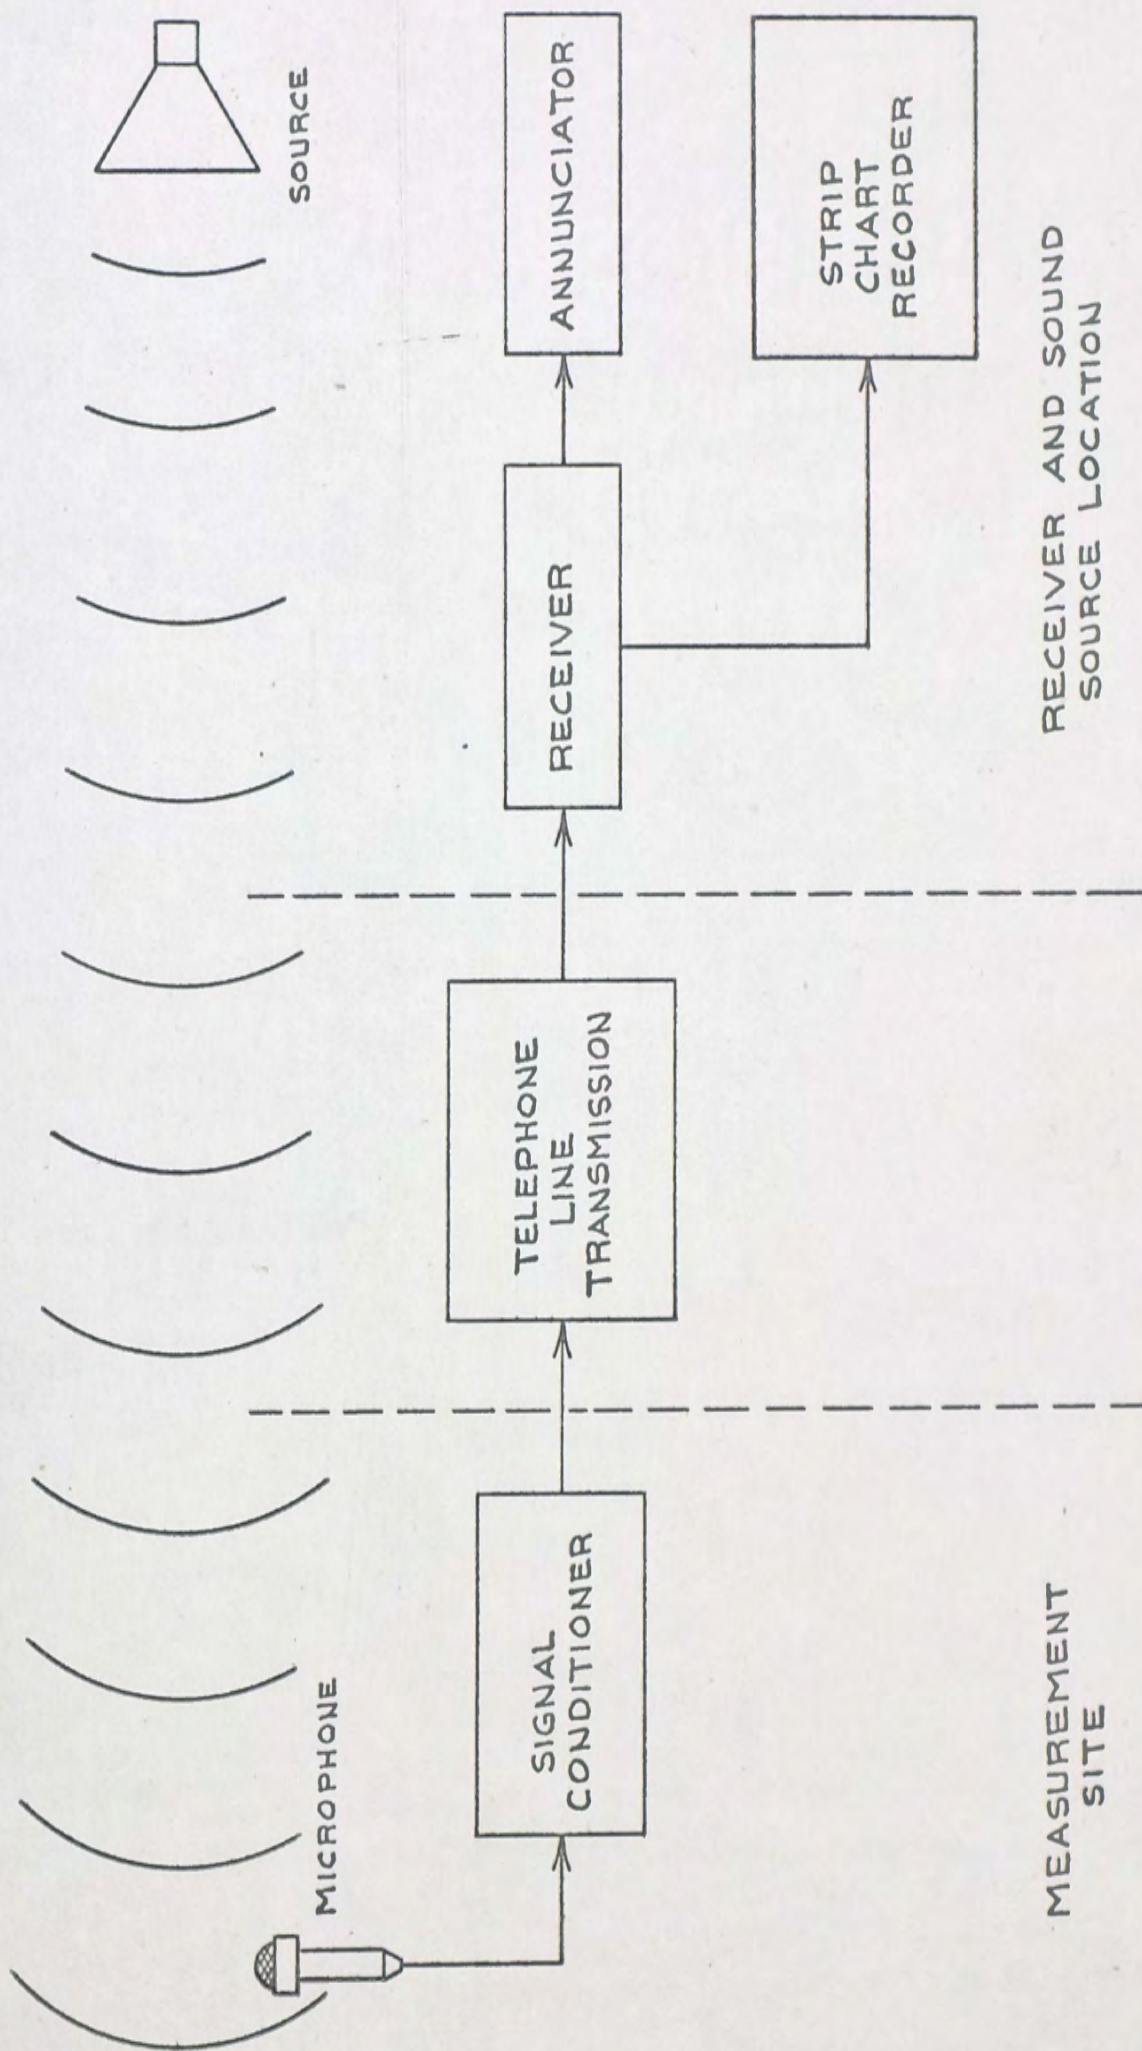 SOURCE
MICROPHONE
SIGNAL
CONDITIONER
TELEPHONE
LINE
TRANSMISSION
RECEIVER
ANNUNCIATOR
STRIP
CHART
RECORDER
MEASUREMENT
SITE
RECEIVER AND SOUND
SOURCE LOCATION